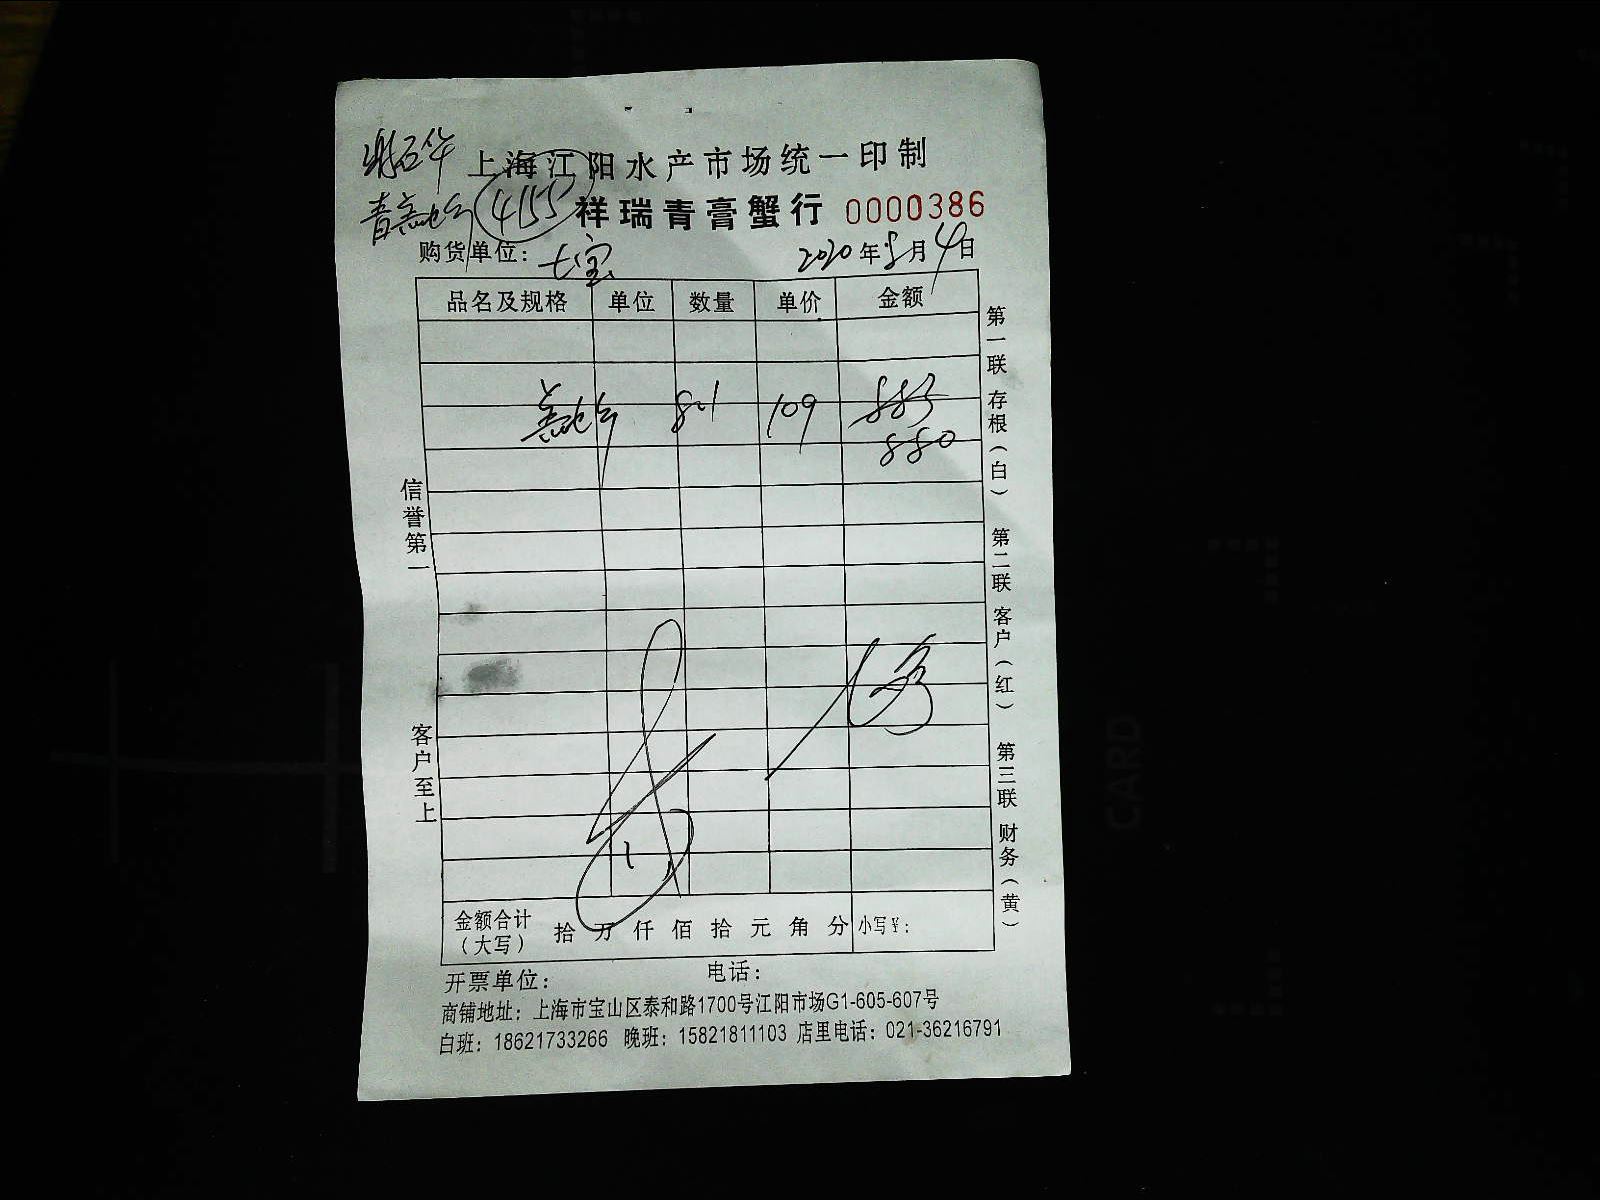 上海江阳水产市场统一印制
4155 祥瑞青膏蟹行 0000386
购货单位: 七宝 2020年5月4日
品名及规格 单位 数量 单价 金额
8.1 109 883
880
信誉第一
客户至上
第一联 存根(白) 第二联 客户(红) 第三联 财务(黄)
金额合计(大写) 拾 万 仟 佰 拾 元 角 分 小写¥:
开票单位: 电话:
商铺地址: 上海市宝山区泰和路1700号江阳市场G1-605-607号
白班: 18621733266 晚班: 15821811103 店里电话: 021-36216791